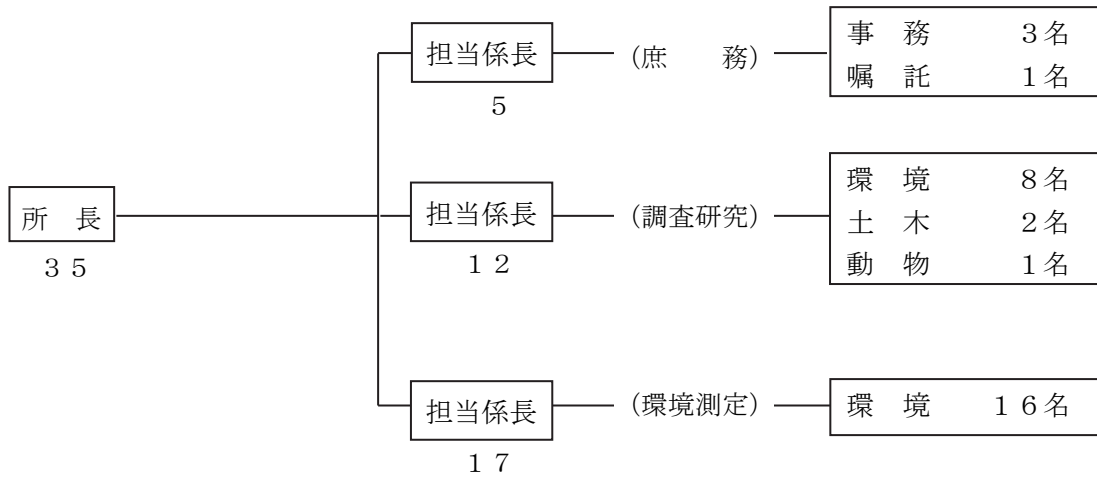 担当係長
5
(庶　　務)
事　務　　　3名
嘱　託　　　1名
所　長
35
担当係長
12
(調査研究)
環　境　　　8名
土　木　　　2名
動　物　　　1名
担当係長
17
(環境測定)
環　境　　16名